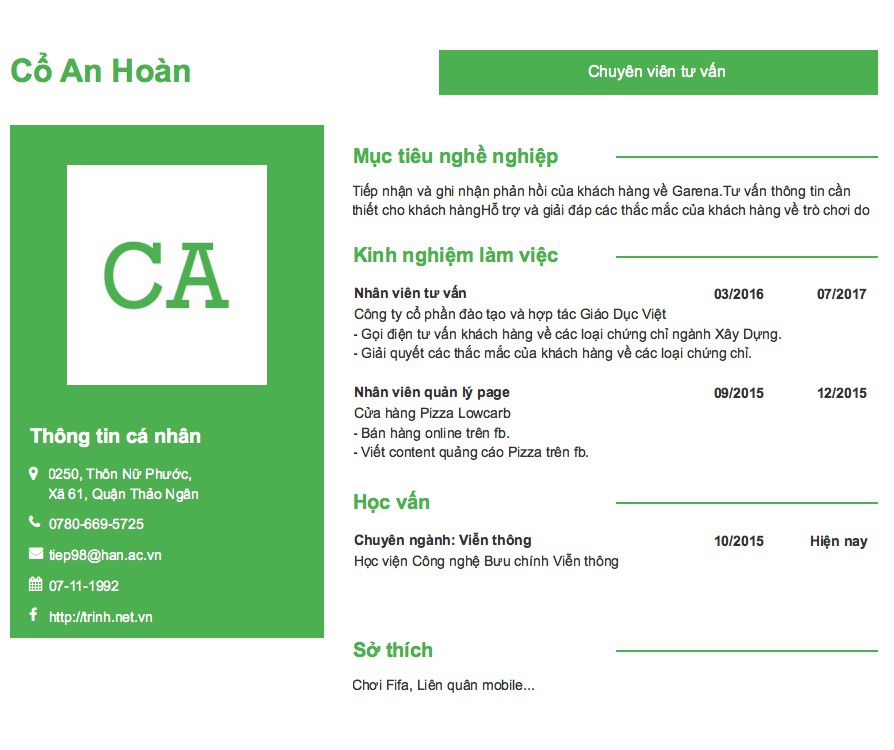 Cổ An Hoàn
Chuyên viên tư vấn
CA
Thông tin cá nhân
0250, Thôn Nữ Phước,
Xã 61, Quận Thảo Ngân
0780-669-5725
tiep98@han.ac.vn
07-11-1992
http://trinh.net.vn
Mục tiêu nghề nghiệp
Tiếp nhận và ghi nhận phản hồi của khách hàng về Garena.Tư vấn thông tin cần
thiết cho khách hàngHỗ trợ và giải đáp các thắc mắc của khách hàng về trò chơi do
Kinh nghiệm làm việc
Nhân viên tư vấn 03/2016 07/2017
Công ty cổ phần đào tạo và hợp tác Giáo Dục Việt
- Gọi điện tư vấn khách hàng về các loại chứng chỉ ngành Xây Dựng.
- Giải quyết các thắc mắc của khách hàng về các loại chứng chỉ.
Nhân viên quản lý page 09/2015 12/2015
Cửa hàng Pizza Lowcarb
- Bán hàng online trên fb.
- Viết content quảng cáo Pizza trên fb.
Học vấn
Chuyên ngành: Viễn thông 10/2015 Hiện nay
Học viện Công nghệ Bưu chính Viễn thông
Sở thích
Chơi Fifa, Liên quân mobile...